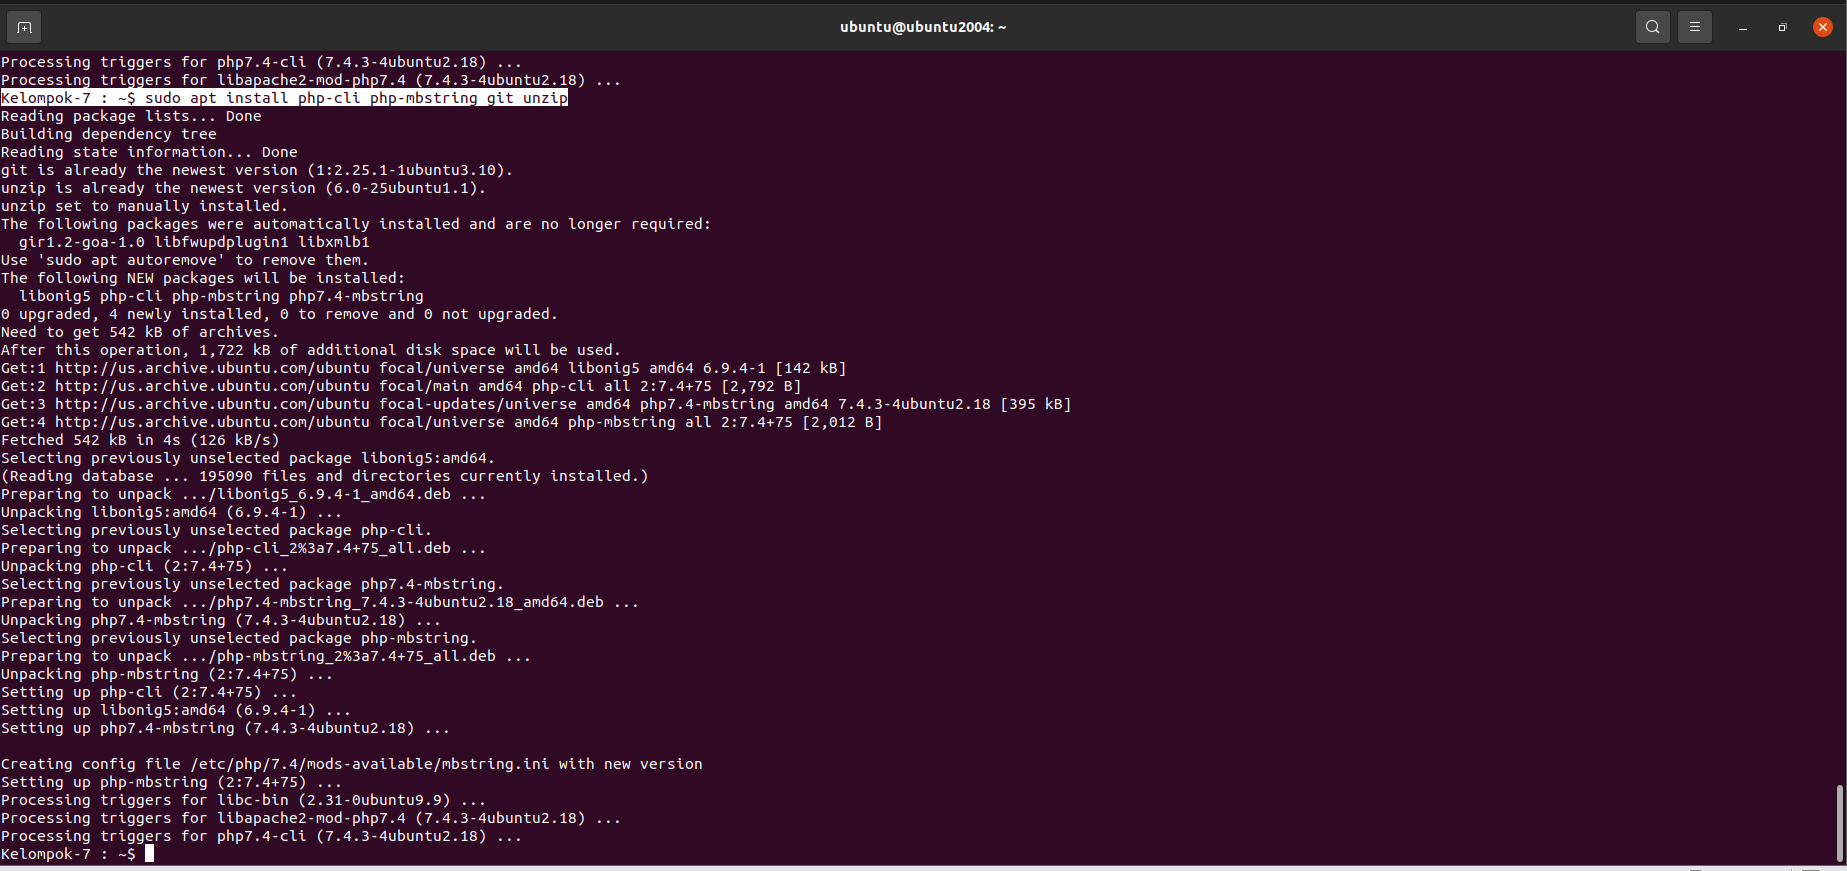 ubuntu@ubuntu2004: ~
Processing triggers for php7.4-cli (7.4.3-4ubuntu2.18) ...
Processing triggers for libapache2-mod-php7.4 (7.4.3-4ubuntu2.18) ...
Kelompok-7 : ~$ sudo apt install php-cli php-mbstring git unzip
Reading package lists... Done
Building dependency tree
Reading state information... Done
git is already the newest version (1:2.25.1-1ubuntu3.10).
unzip is already the newest version (6.0-25ubuntu1.1).
unzip set to manually installed.
The following packages were automatically installed and are no longer required:
  gir1.2-goa-1.0 libfwupdplugin1 libxmlb1
Use 'sudo apt autoremove' to remove them.
The following NEW packages will be installed:
  libonig5 php-cli php-mbstring php7.4-mbstring
0 upgraded, 4 newly installed, 0 to remove and 0 not upgraded.
Need to get 542 kB of archives.
After this operation, 1,722 kB of additional disk space will be used.
Get:1 http://us.archive.ubuntu.com/ubuntu focal/universe amd64 libonig5 amd64 6.9.4-1 [142 kB]
Get:2 http://us.archive.ubuntu.com/ubuntu focal/main amd64 php-cli all 2:7.4+75 [2,792 B]
Get:3 http://us.archive.ubuntu.com/ubuntu focal-updates/universe amd64 php7.4-mbstring amd64 7.4.3-4ubuntu2.18 [395 kB]
Get:4 http://us.archive.ubuntu.com/ubuntu focal/universe amd64 php-mbstring all 2:7.4+75 [2,012 B]
Fetched 542 kB in 4s (126 kB/s)
Selecting previously unselected package libonig5:amd64.
(Reading database ... 195090 files and directories currently installed.)
Preparing to unpack .../libonig5_6.9.4-1_amd64.deb ...
Unpacking libonig5:amd64 (6.9.4-1) ...
Selecting previously unselected package php-cli.
Preparing to unpack .../php-cli_2%3a7.4+75_all.deb ...
Unpacking php-cli (2:7.4+75) ...
Selecting previously unselected package php7.4-mbstring.
Preparing to unpack .../php7.4-mbstring_7.4.3-4ubuntu2.18_amd64.deb ...
Unpacking php7.4-mbstring (7.4.3-4ubuntu2.18) ...
Selecting previously unselected package php-mbstring.
Preparing to unpack .../php-mbstring_2%3a7.4+75_all.deb ...
Unpacking php-mbstring (2:7.4+75) ...
Setting up php-cli (2:7.4+75) ...
Setting up libonig5:amd64 (6.9.4-1) ...
Setting up php7.4-mbstring (7.4.3-4ubuntu2.18) ...

Creating config file /etc/php/7.4/mods-available/mbstring.ini with new version
Setting up php-mbstring (2:7.4+75) ...
Processing triggers for libc-bin (2.31-0ubuntu9.9) ...
Processing triggers for libapache2-mod-php7.4 (7.4.3-4ubuntu2.18) ...
Processing triggers for php7.4-cli (7.4.3-4ubuntu2.18) ...
Kelompok-7 : ~$